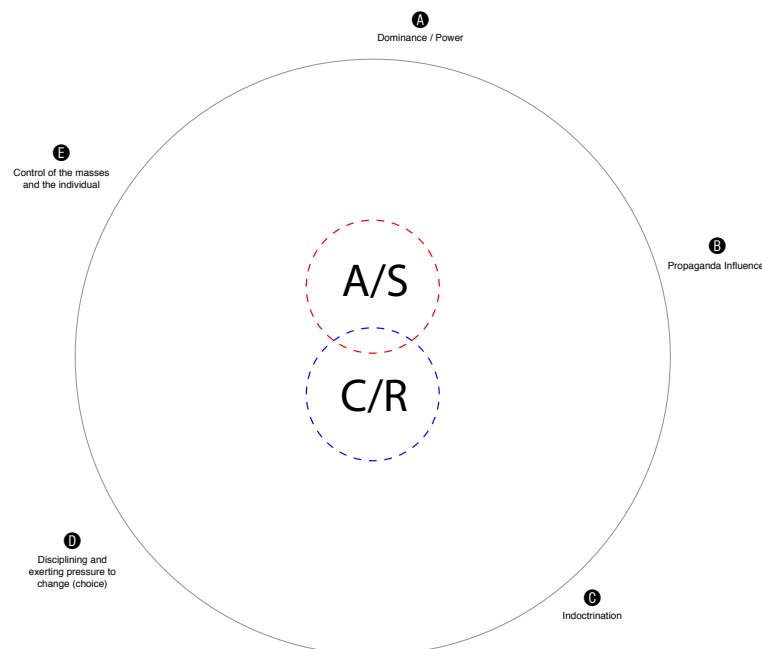 A
Dominance / Power
E
Control of the masses
and the individual
B
Propaganda Influence
A/S
C/R
D
Disciplining and
exerting pressure to
change (choice)
C
Indoctrination